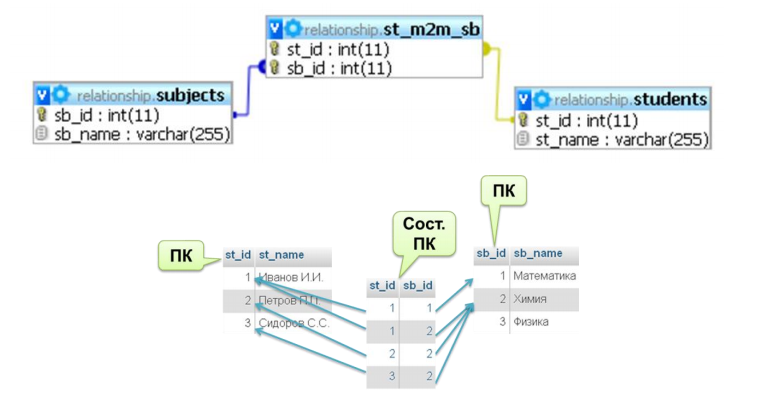 relationship.st_m2m_sb
st_id : int(11)
sb_id : int(11)
relationship.subjects
sb_id : int(11)
sb_name : varchar(255)
relationship.students
st_id : int(11)
st_name : varchar(255)
ПК
st_id st_name
1 Иванов И.И.
2 Петров П.П.
3 Сидоров С.С.
Сост.
ПК
st_id sb_id
1 1
1 2
2 2
3 2
ПК
sb_id sb_name
1 Математика
2 Химия
3 Физика